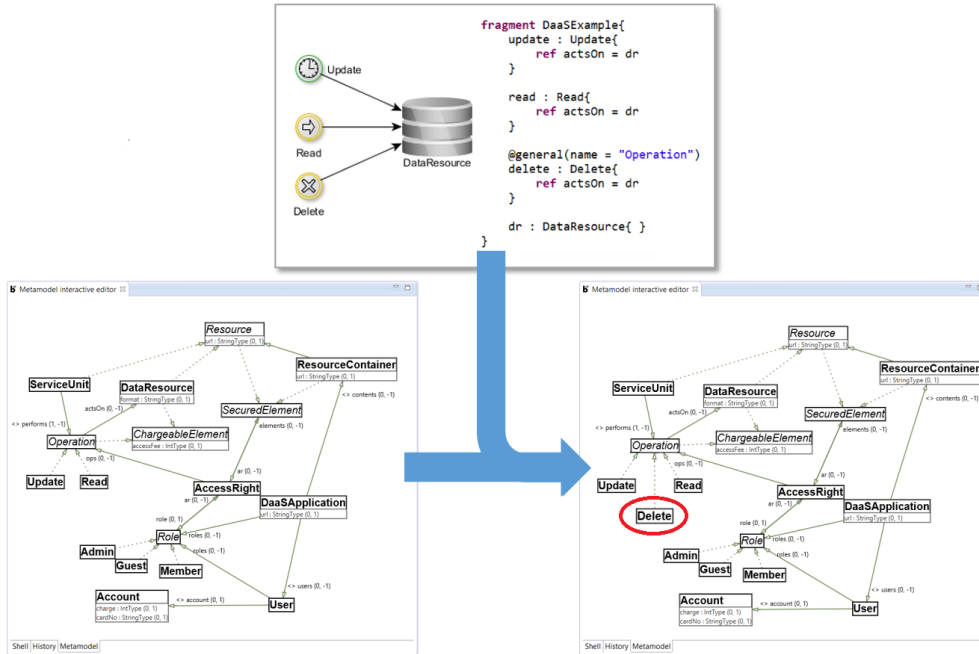 Update
Read
Delete
DataResource
fragment DaaSExample{
update : Update{
ref actsOn = dr
}
read : Read{
ref actsOn = dr
}
@general(name = "Operation")
delete : Delete{
ref actsOn = dr
}
dr : DataResource{ }
}
Metamodel interactive editor
Resource
url : StringType (0, 1)
ResourceContainer
url : StringType (0, 1)
ServiceUnit
DataResource
format : StringType (0, 1)
<> contents (0, -1)
actsOn (0, -1)
SecuredElement
elements (0, -1)
<> performs (1, -1)
Operation
ChargeableElement
accessFee : IntType (0, 1)
ops (0, -1)
ar (0, -1)
Update
Read
AccessRight
ar (0, -1)
DaaSApplication
url : StringType (0, 1)
role (0, 1)
Role
roles (0, -1)
Admin
roles (0, -1)
Guest
Member
<> users (0, -1)
Account
charge : IntType (0, 1)
cardNo : StringType (0, 1)
<> account (0, 1)
User
Shell
History
Metamodel
Metamodel interactive editor
Resource
url : StringType (0, 1)
ResourceContainer
url : StringType (0, 1)
ServiceUnit
DataResource
format : StringType (0, 1)
<> contents (0, -1)
actsOn (0, -1)
SecuredElement
elements (0, -1)
<> performs (1, -1)
Operation
ChargeableElement
accessFee : IntType (0, 1)
ops (0, -1)
ar (0, -1)
Update
Read
AccessRight
ar (0, -1)
Delete
DaaSApplication
url : StringType (0, 1)
role (0, 1)
Role
roles (0, -1)
Admin
roles (0, -1)
Guest
Member
<> users (0, -1)
Account
charge : IntType (0, 1)
cardNo : StringType (0, 1)
<> account (0, 1)
User
Shell
History
Metamodel